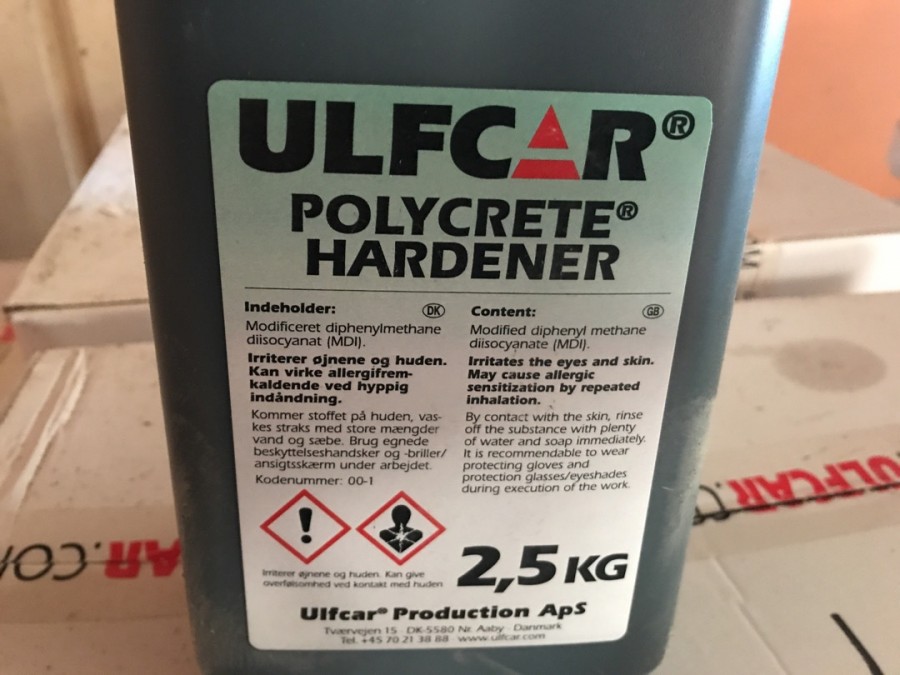 ULFCAR®
POLYCRETE®
HARDENER
Indeholder: DK
Modificeret diphenylmethane
diisocyanat (MDI).
Irriterer øjnene og huden.
Kan virke allergifrem-
kaldende ved hyppig
indåndning.
Kommer stoffet på huden, vas-
kes straks med store mængder
vand og sæbe. Brug egnede
beskyttelseshandsker og -briller/
ansigtsskærm under arbejdet.
Kodenummer: 00-1
Content: GB
Modified diphenyl methane
diisocyanate (MDI).
Irritates the eyes and skin.
May cause allergic
sensitization by repeated
inhalation.
By contact with the skin, rinse
off the substance with plenty
of water and soap immediately.
It is recommendable to wear
protecting gloves and
protection glasses/eyeshades
during execution of the work.
Irriterer øjnene og huden. Kan give
overfølsomhed ved kontakt med huden
2,5 KG
Ulfcar® Production ApS
Tværvejen 15 DK-5580 Nr. Aaby - Danmark
Tel. +45 70 21 38 88 www.ulfcar.com
ULFCAR.CO
CAR.COM